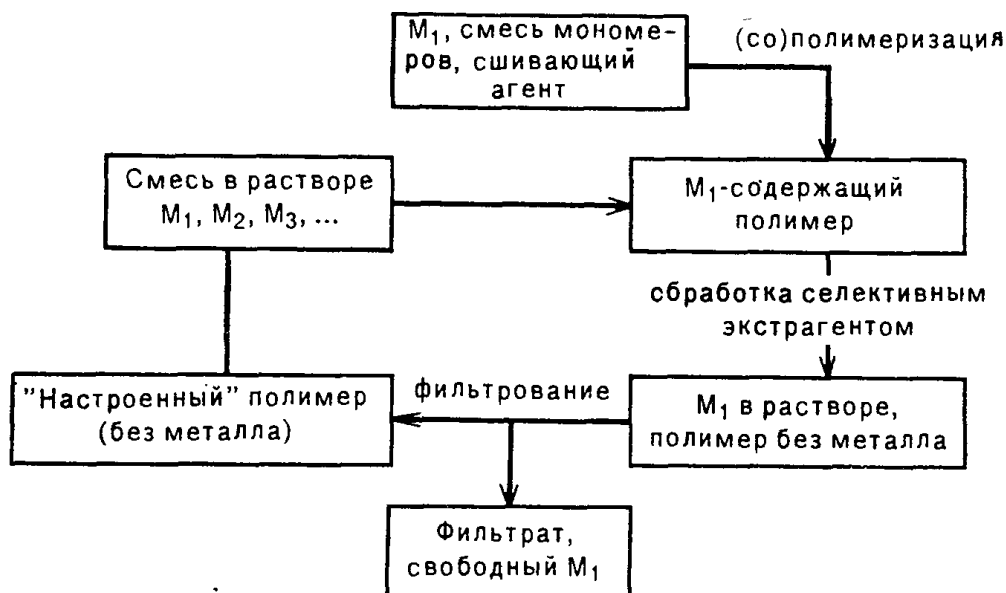 M₁, смесь мономе-
ров, сшивающий
агент
(со)полимеризация
Смесь в растворе
M₁, M₂, M₃, ...
M₁-содержащий
полимер
сбработка селективным
экстрагентом
"Настроенный" полимер
(без металла)
фильтрование
M₁ в растворе,
полимер без металла
Фильтрат,
свободный M₁